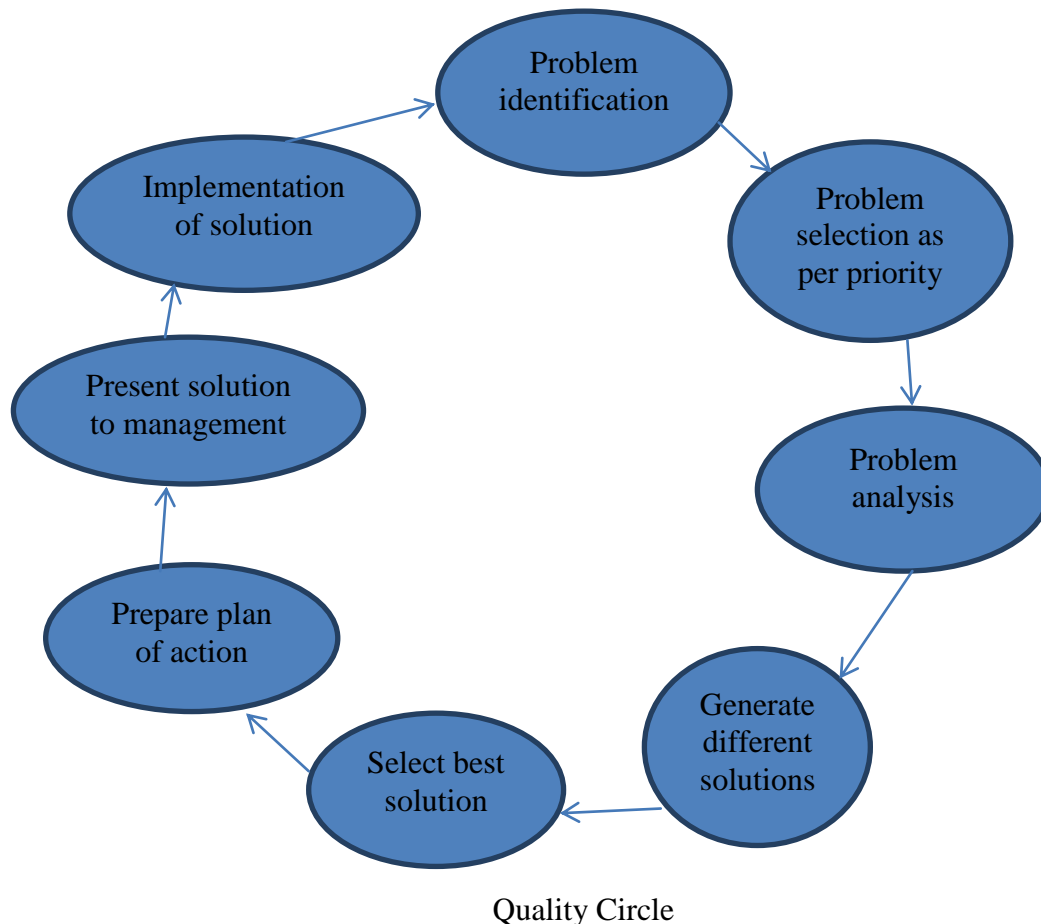 Problem
identification
Problem
selection as
per priority
Problem
analysis
Generate
different
solutions
Select best
solution
Prepare plan
of action
Present solution
to management
Implementation
of solution
Quality Circle